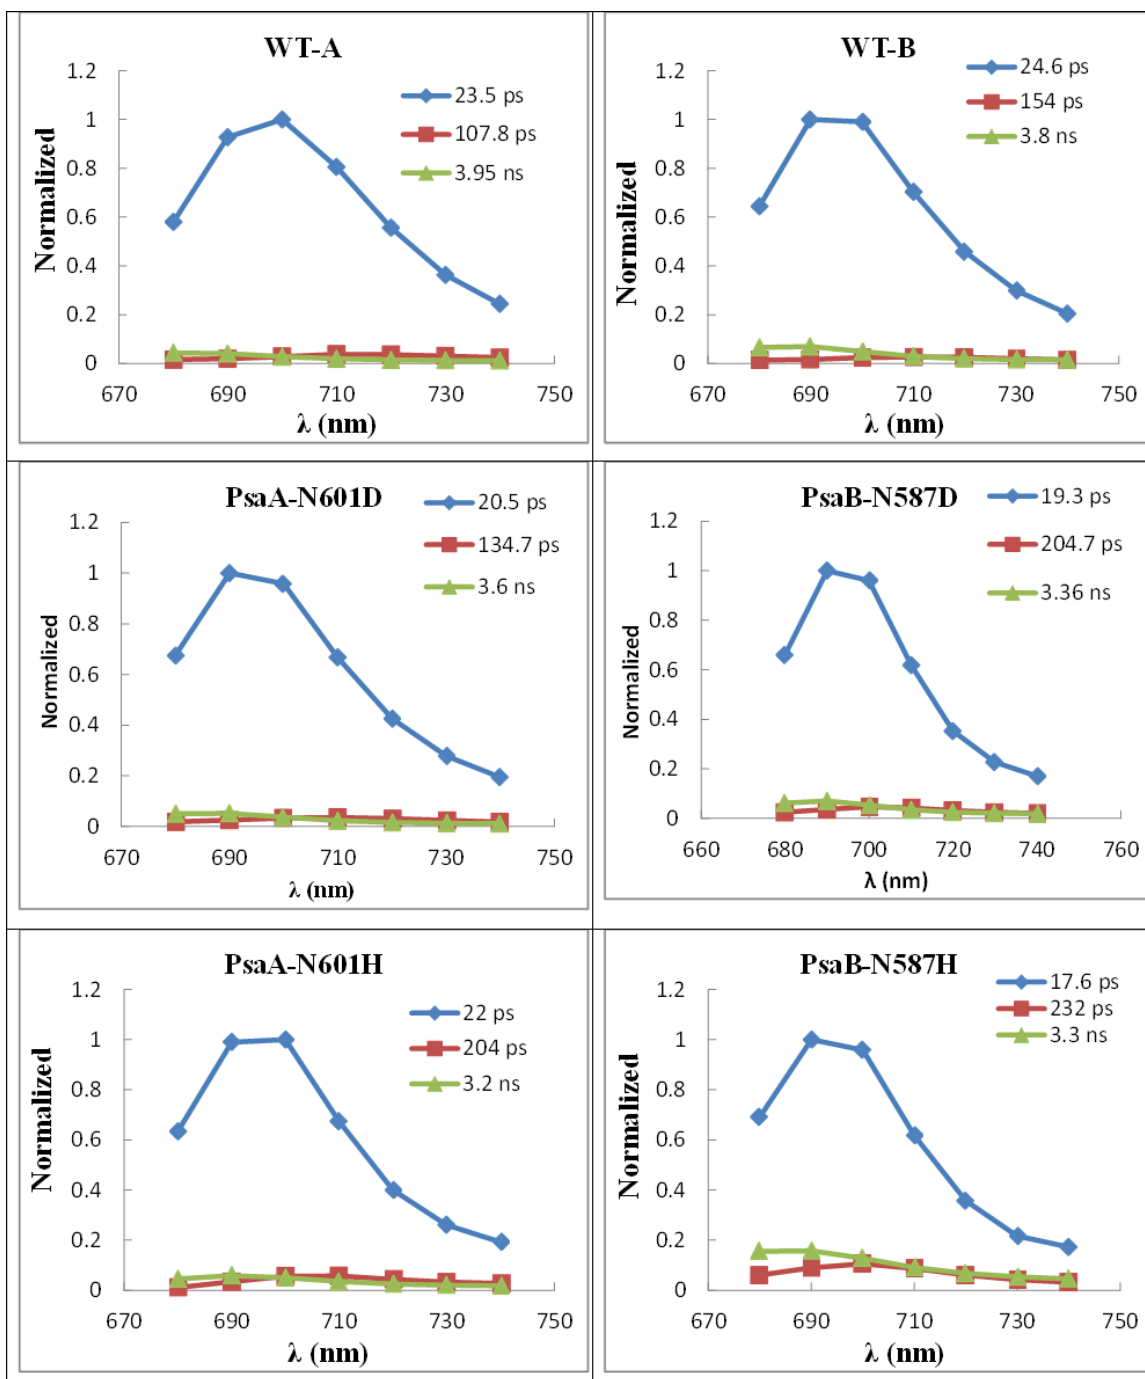 WT-A
23.5 ps
107.8 ps
3.95 ns
Normalized
1.2
1
0.8
0.6
0.4
0.2
0
670 690 710 730 750
λ (nm)
WT-B
24.6 ps
154 ps
3.8 ns
Normalized
1.2
1
0.8
0.6
0.4
0.2
0
670 690 710 730 750
λ (nm)
PsaA-N601D
20.5 ps
134.7 ps
3.6 ns
Normalized
1.2
1
0.8
0.6
0.4
0.2
0
670 690 710 730 750
λ (nm)
PsaB-N587D
19.3 ps
204.7 ps
3.36 ns
Normalized
1.2
1
0.8
0.6
0.4
0.2
0
660 680 700 720 740 760
λ (nm)
PsaA-N601H
22 ps
204 ps
3.2 ns
Normalized
1.2
1
0.8
0.6
0.4
0.2
0
670 690 710 730 750
λ (nm)
PsaB-N587H
17.6 ps
232 ps
3.3 ns
Normalized
1.2
1
0.8
0.6
0.4
0.2
0
670 690 710 730 750
λ (nm)